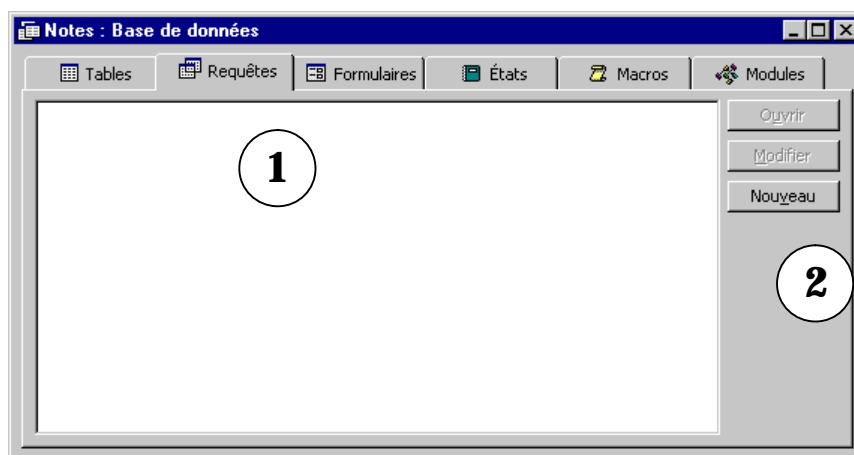 Notes : Base de données
Tables Requêtes Formulaires États Macros Modules
Ouvrir
1
Modifier
Nouveau
2